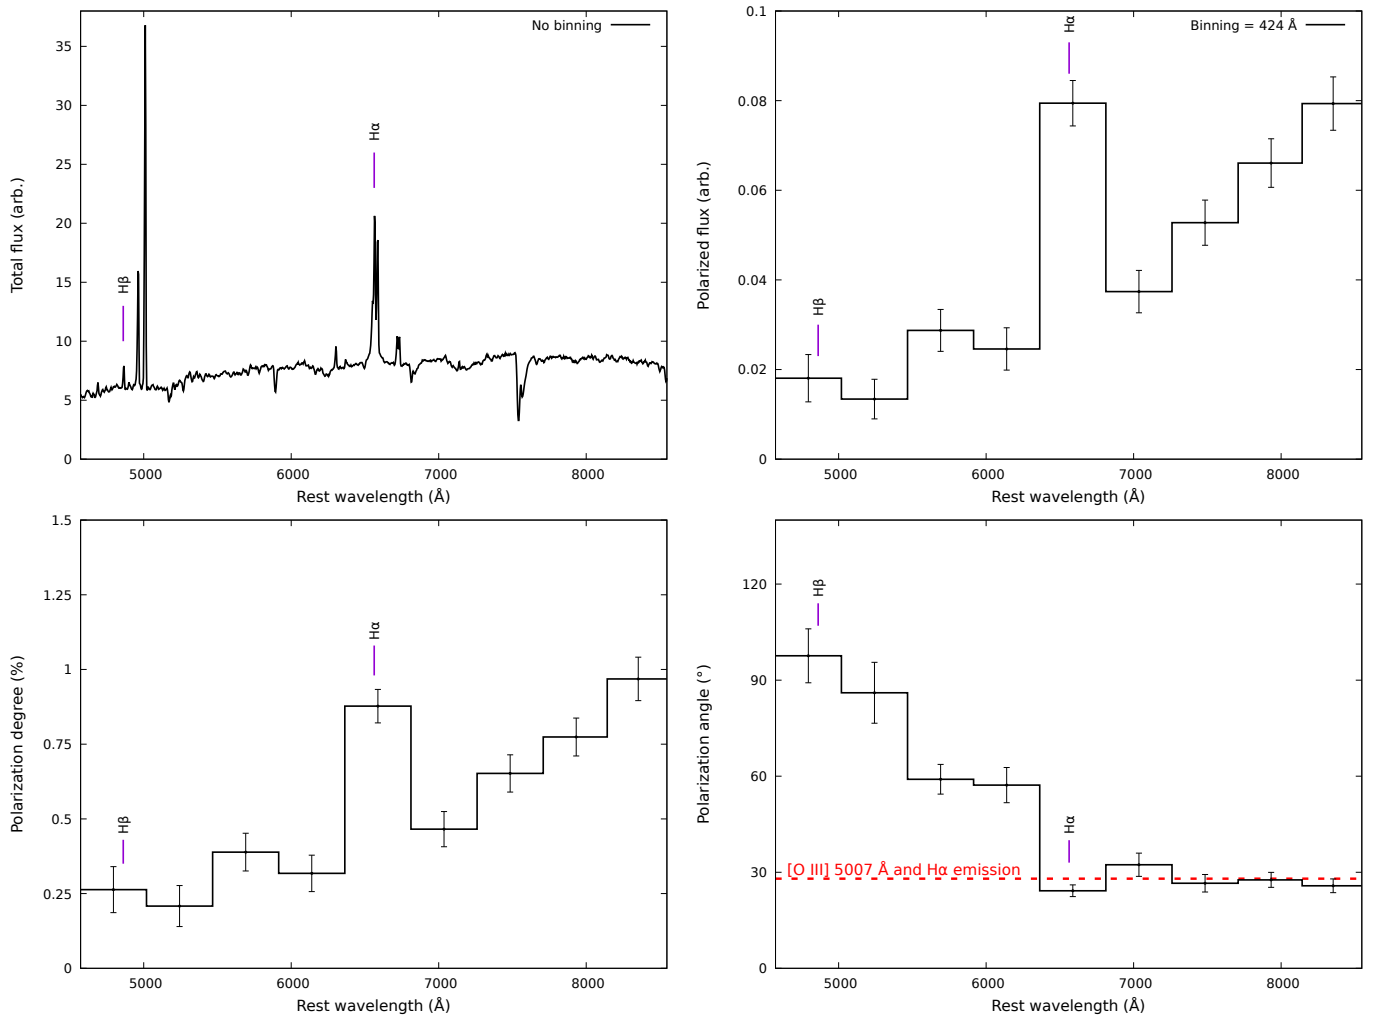 No binning
Total flux (arb.)
35
30
25
20
15
10
5
0
Hβ
Hα
5000 6000 7000 8000
Rest wavelength (Å)
Binning = 424 Å
Polarized flux (arb.)
0.1
0.08
0.06
0.04
0.02
0
Hβ
Hα
5000 6000 7000 8000
Rest wavelength (Å)
Polarization degree (%)
1.5
1.25
1
0.75
0.5
0.25
0
Hβ
Hα
5000 6000 7000 8000
Rest wavelength (Å)
Polarization angle (°)
120
90
60
30
0
Hβ
Hα
[O III] 5007 Å and Hα emission
5000 6000 7000 8000
Rest wavelength (Å)